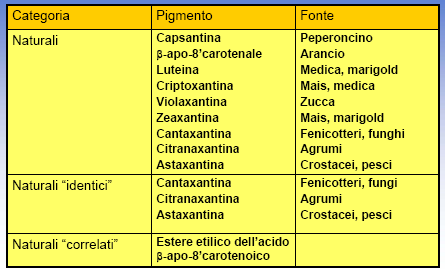 Categoria Pigmento Fonte
Naturali Capsantina Peperoncino
β-apo-8'carotenale Arancio
Luteina Medica, marigold
Criptoxantina Mais, medica
Violaxantina Zucca
Zeaxantina Mais, marigold
Cantaxantina Fenicotteri, funghi
Citranaxantina Agrumi
Astaxantina Crostacei, pesci
Naturali “identici” Cantaxantina Fenicotteri, fungi
Citranaxantina Agrumi
Astaxantina Crostacei, pesci
Naturali “correlati” Estere etilico dell'acido
β-apo-8'carotenoico